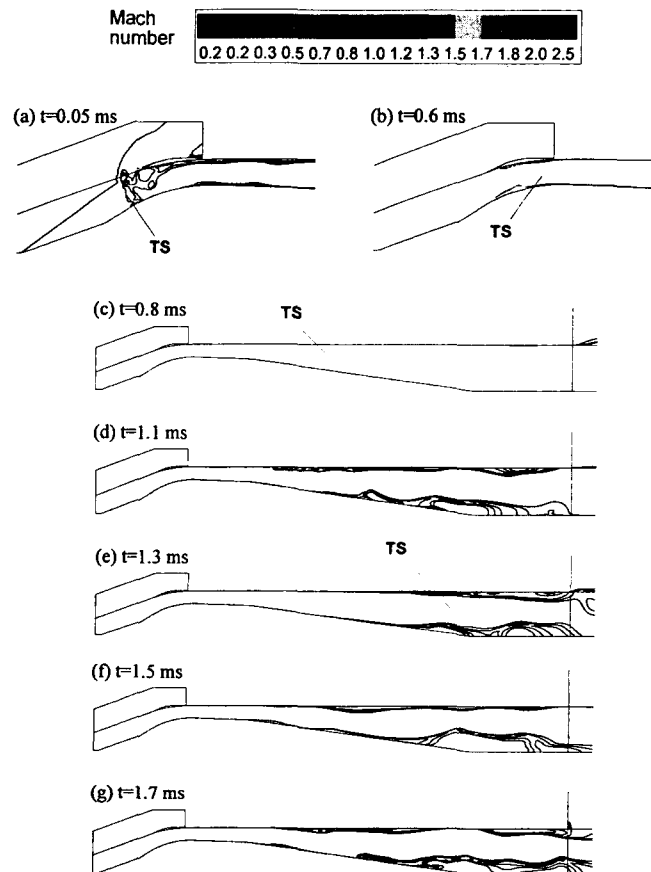 Mach
number
0.2 0.2 0.3 0.5 0.7 0.8 1.0 1.2 1.3 1.5 1.7 1.8 2.0 2.5
(a) t=0.05 ms
(b) t=0.6 ms
TS
TS
(c) t=0.8 ms
TS
(d) t=1.1 ms
TS
(e) t=1.3 ms
(f) t=1.5 ms
(g) t=1.7 ms